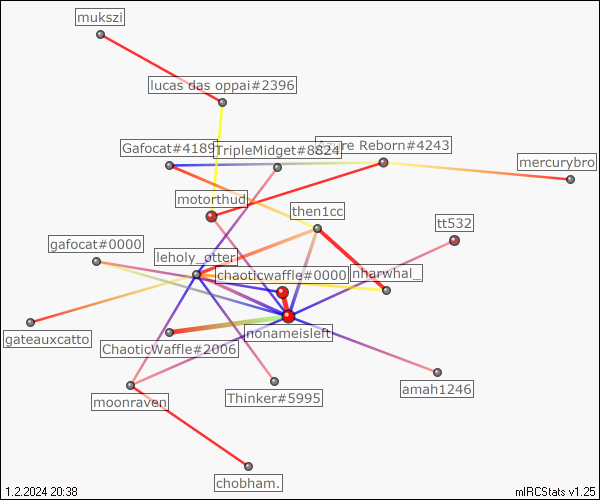 mukszi
lucas das oppai#2396
Gafocat#4189
TripleMidget#8824
Azure Reborn#4243
mercurybro
motorthud
then1cc
tt532
gafocat#0000
leholy_otter
chaoticwaffle#0000
nharwhal_
gateauxcatto
nonameisleft
ChaoticWaffle#2006
amah1246
moonraven
Thinker#5995
chobham.
1.2.2024 20:38
mIRCStats v1.25